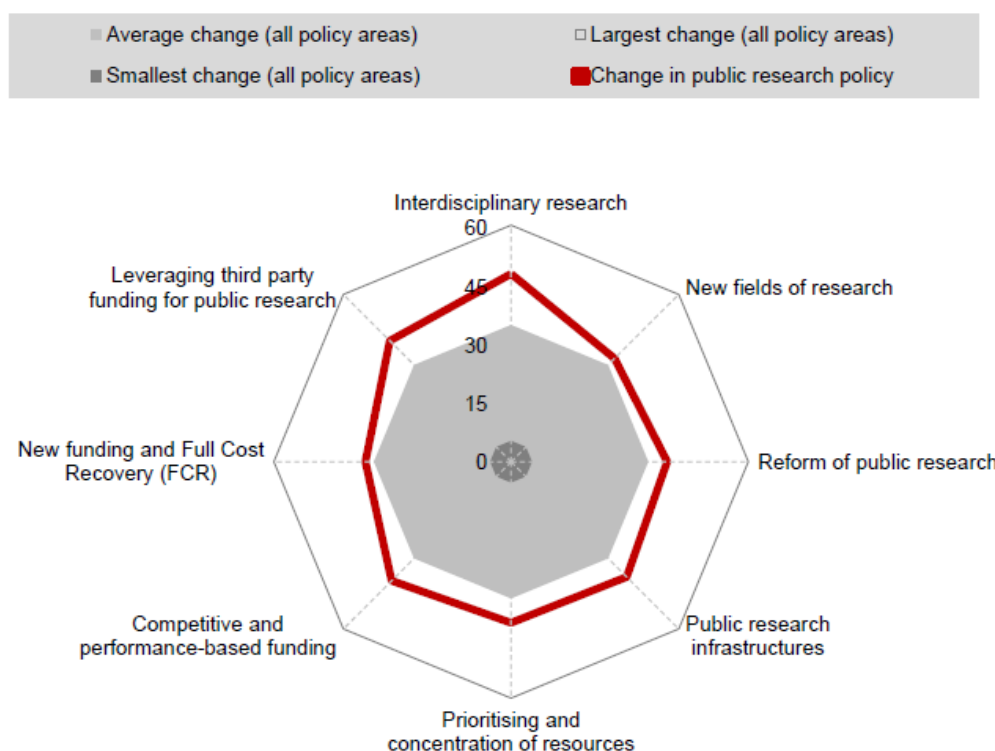 Average change (all policy areas)
Largest change (all policy areas)
Smallest change (all policy areas)
Change in public research policy
Interdisciplinary research
60
Leveraging third party
funding for public research
New fields of research
45
30
15
New funding and Full Cost
Recovery (FCR)
0
Reform of public research
Competitive and
performance-based funding
Public research
infrastructures
Prioritising and
concentration of resources